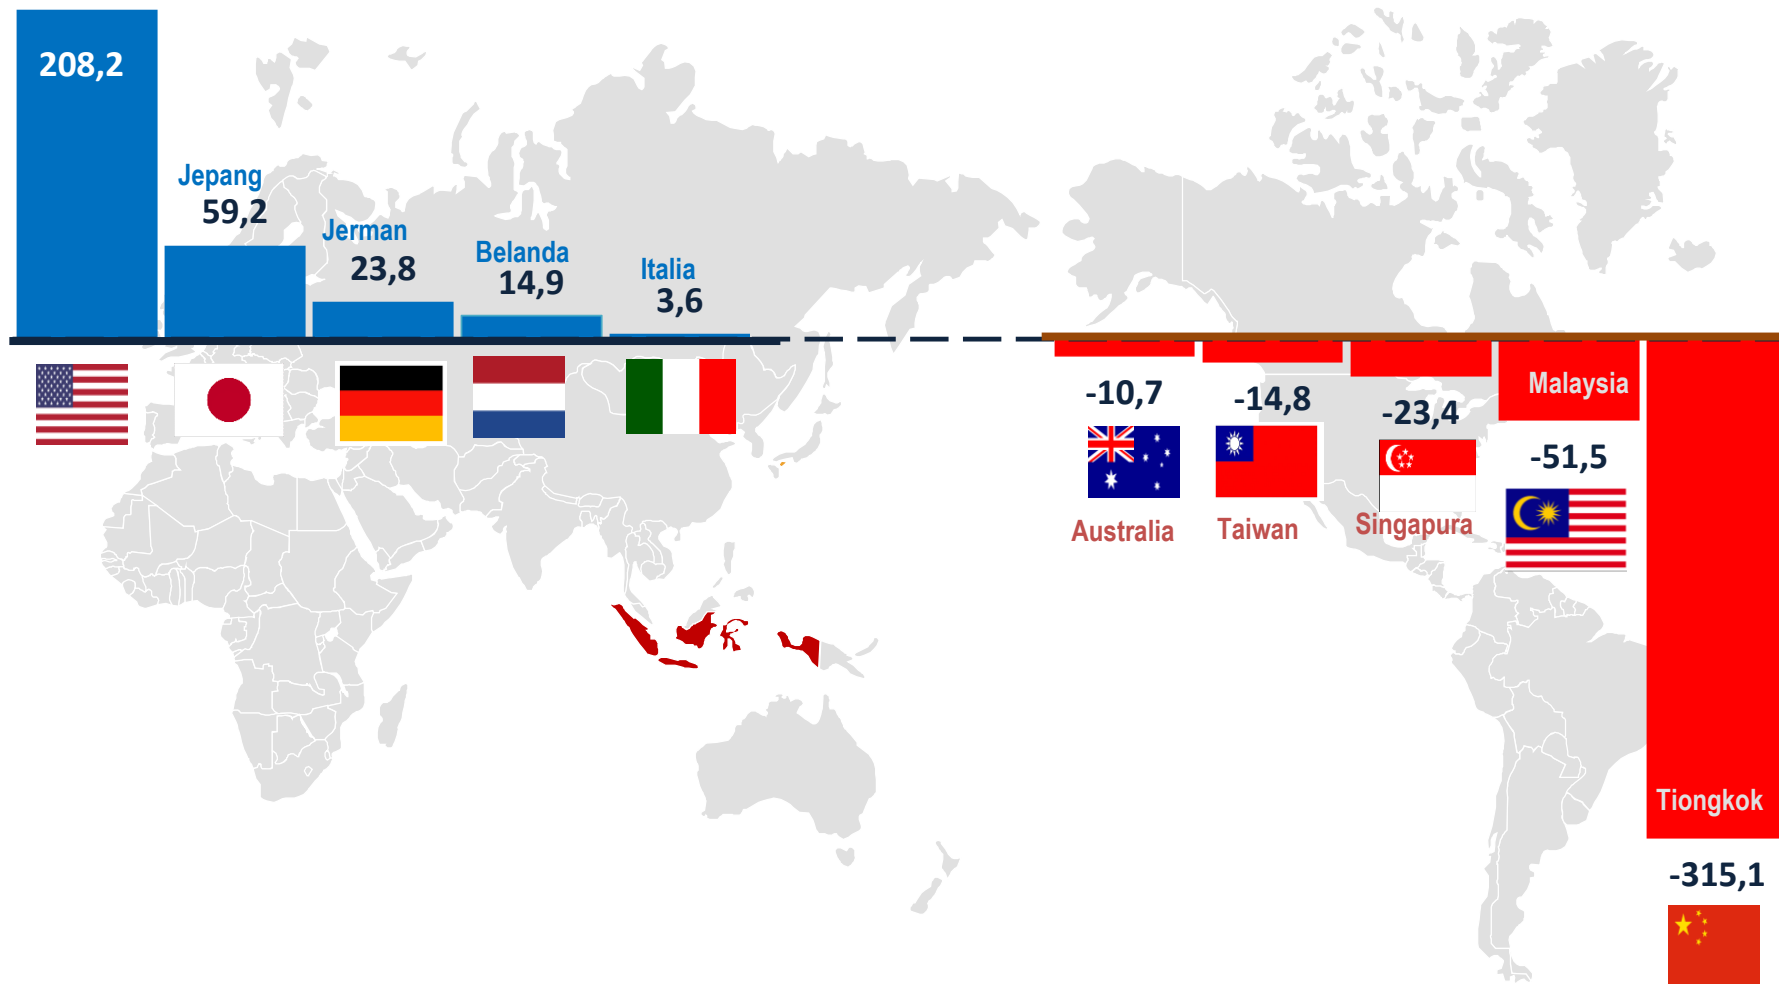 208,2
Jepang
59,2
Jerman
23,8
Belanda
14,9
Italia
3,6
-10,7
Australia
-14,8
Taiwan
-23,4
Singapura
Malaysia
-51,5
Tiongkok
-315,1